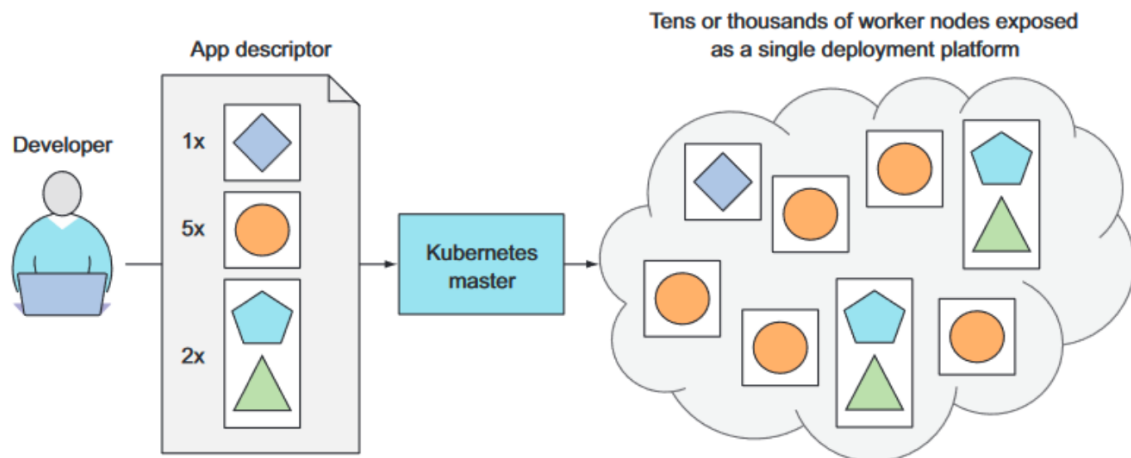 Tens or thousands of worker nodes exposed
as a single deployment platform
App descriptor
Developer
1x
5x
2x
Kubernetes
master